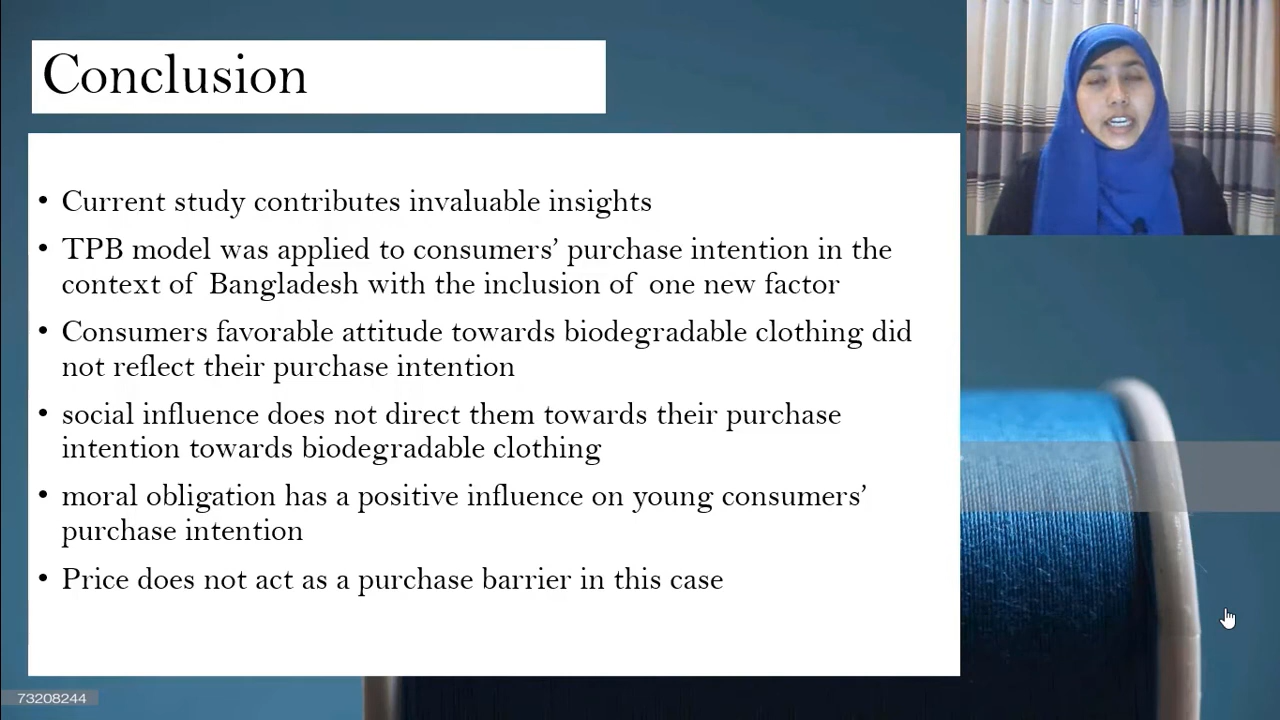 Conclusion
• Current study contributes invaluable insights
• TPB model was applied to consumers’ purchase intention in the
context of Bangladesh with the inclusion of one new factor
• Consumers favorable attitude towards biodegradable clothing did
not reflect their purchase intention
• social influence does not direct them towards their purchase
intention towards biodegradable clothing
• moral obligation has a positive influence on young consumers’
purchase intention
• Price does not act as a purchase barrier in this case
73208244